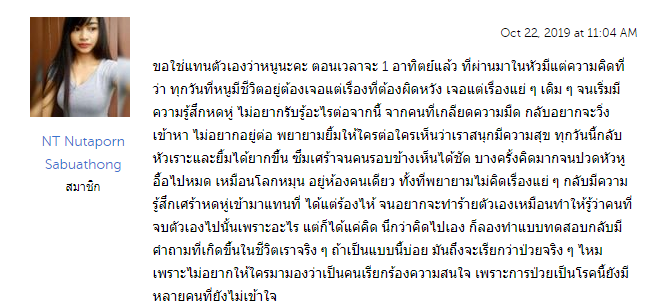 Oct 22, 2019 at 11:04 AM
NT Nutaporn
Sabuathong
สมาชิก
ขอใช่แทนตัวเองว่าหนูนะคะ ตอนเวลาจะ 1 อาทิตย์แล้ว ที่ผ่านมาในหัวมีแต่ความคิดที่
ว่า ทุกวันที่หนูมีชีวิตอยู่ต้องเจอแต่เรื่องที่ต้องผิดหวัง เจอแต่เรื่องแย่ ๆ เดิม ๆ จนเริ่มมี
ความรู้สึกหดหู่ ไม่อยากรับรู้อะไรต่อจากนี้ จากคนที่เกลียดความมืด กลับอยากจะวิ่ง
เข้าหา ไม่อยากอยู่ต่อ พยายามยิ้มให้ใครต่อใครเห็นว่าเราสนุกมีความสุข ทุกวันนี้กลับ
หัวเราะและยิ้มได้ยากขึ้น ซึมเศร้าจนคนรอบข้างเห็นได้ชัด บางครั้งคิดมากจนปวดหัวหู
อื้อไปหมด เหมือนโลกหมุน อยู่ห้องคนเดียว ทั้งที่พยายามไม่คิดเรื่องแย่ ๆ กลับมีความ
รู้สึกเศร้าหดหู่เข้ามาแทนที่ ได้แต่ร้องไห้ จนอยากจะทำร้ายตัวเองเหมือนทำให้รู้ว่าคนที่
จบตัวเองไปนั้นเพราะอะไร แต่ก็ได้แค่คิด นึกว่าคิดไปเอง ก็ลองทำแบบทดสอบกลับมี
คำถามที่เกิดขึ้นในชีวิตเราจริง ๆ ถ้าเป็นแบบนี้บ่อย มันถึงจะเรียกว่าป่วยจริง ๆ ไหม
เพราะไม่อยากให้ใครมามองว่าเป็นคนเรียกร้องความสนใจ เพราะการป่วยเป็นโรคนี้ยังมี
หลายคนที่ยังไม่เข้าใจ